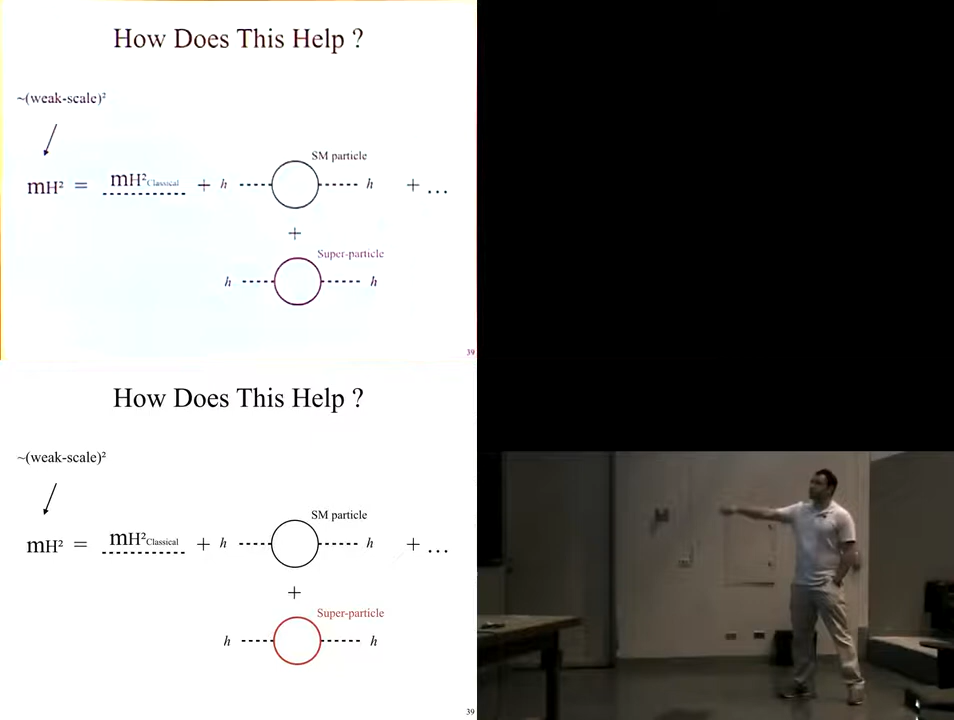 How Does This Help ?
~(weak-scale)²
SM particle
mH² = mH²Classical + h h + …
+
Super-particle
h h
39
How Does This Help ?
~(weak-scale)²
SM particle
mH² = mH²Classical + h h + …
+
Super-particle
h h
39